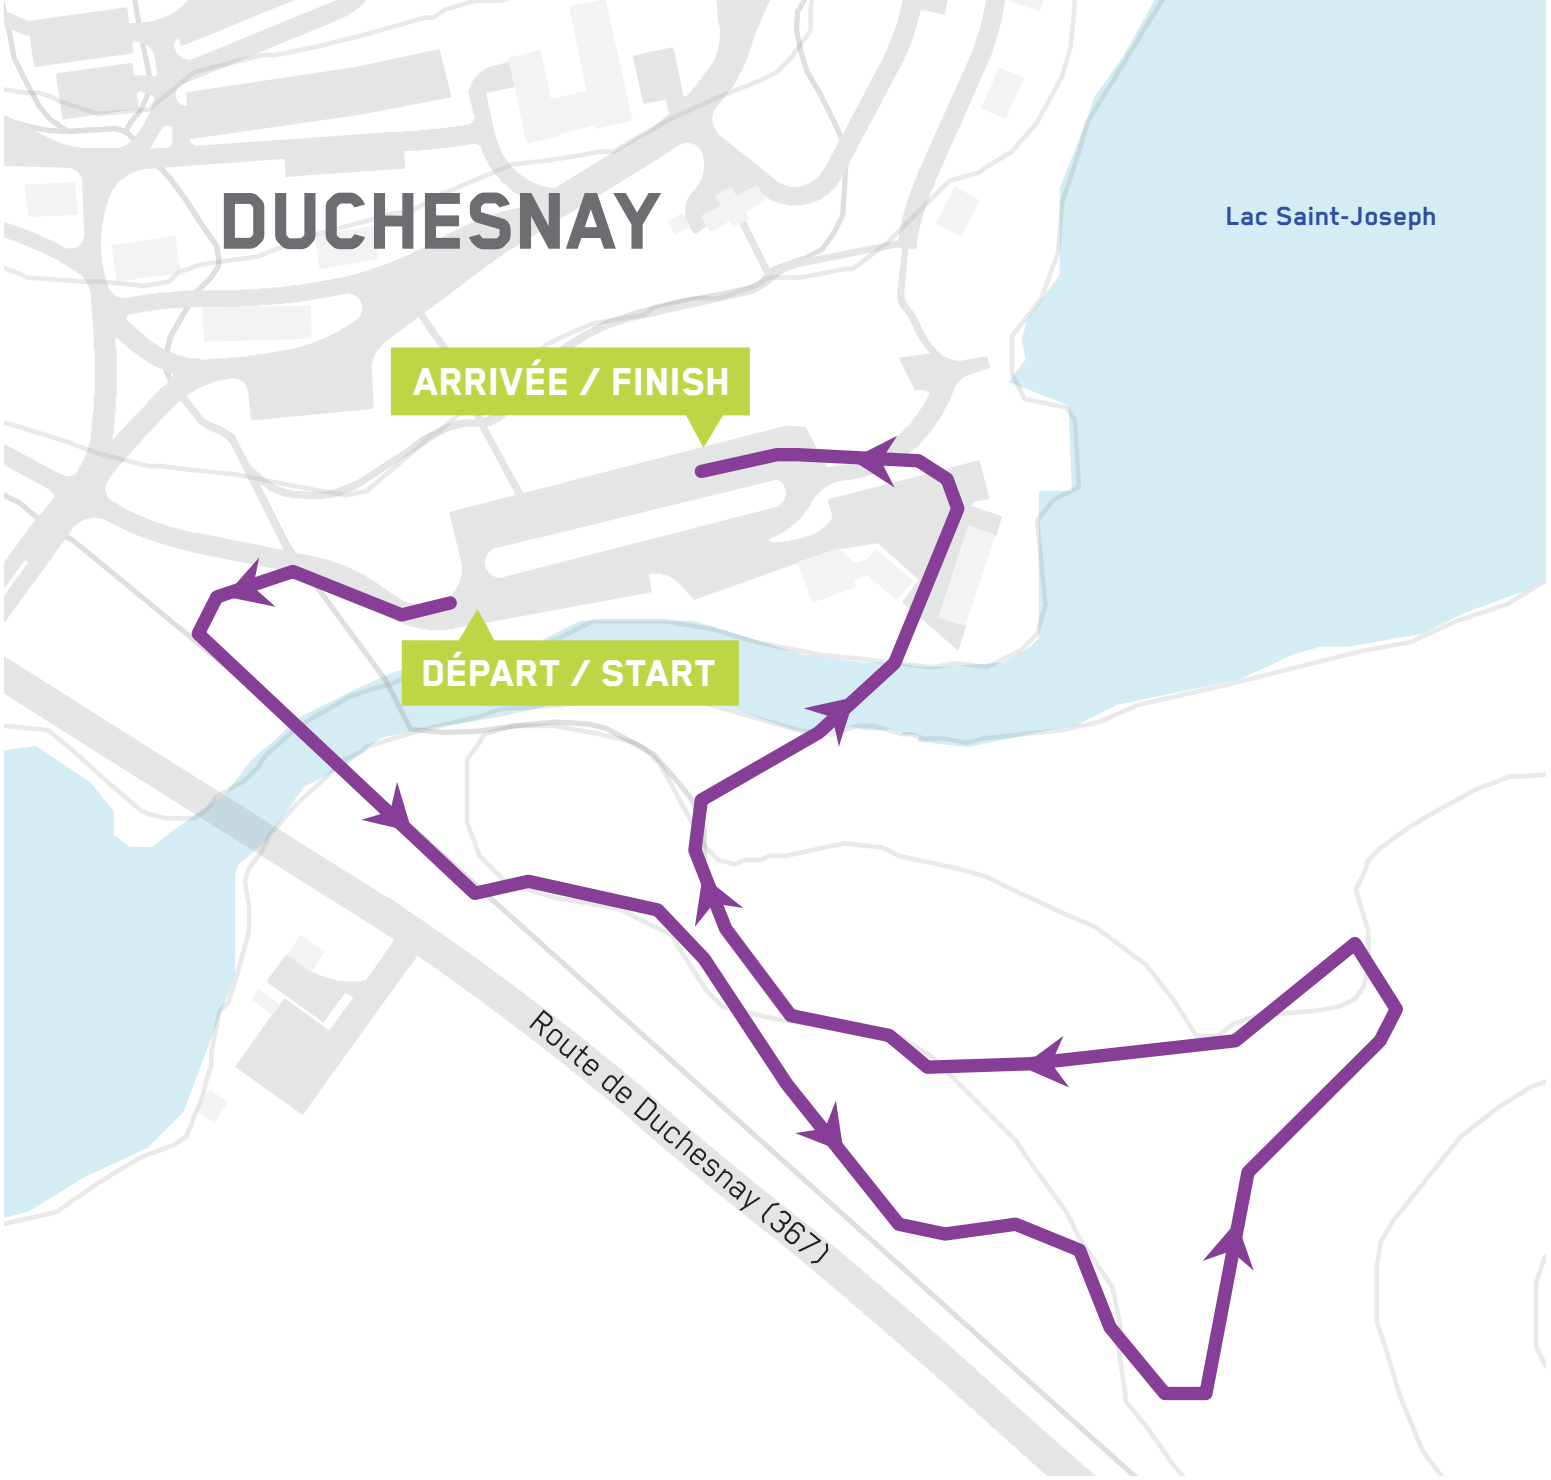 DUCHESNAY
Lac Saint-Joseph
ARRIVÉE / FINISH
DÉPART / START
Route de Duchesnay (367)